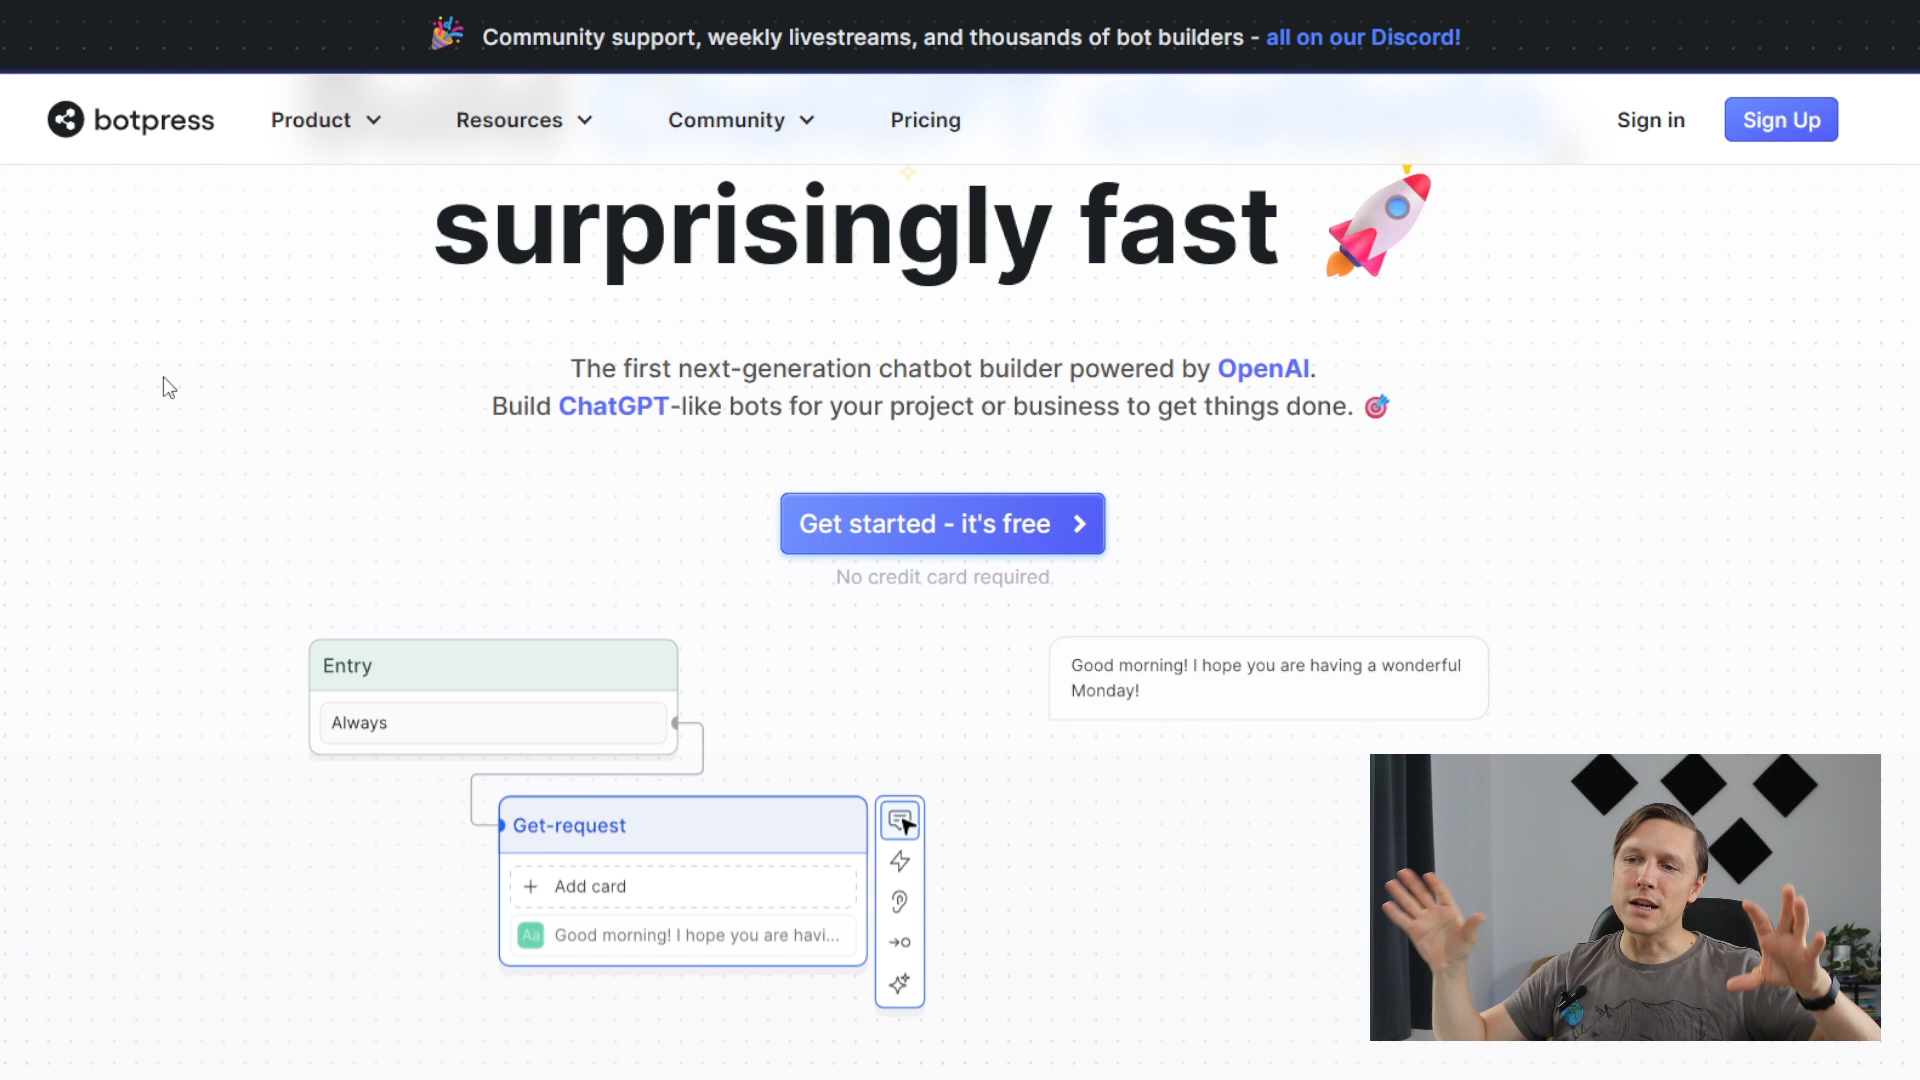 Community support, weekly livestreams, and thousands of bot builders - all on our Discord!
botpress
Product
Resources
Community
Pricing
Sign in
Sign Up
surprisingly fast
The first next-generation chatbot builder powered by OpenAI.
Build ChatGPT-like bots for your project or business to get things done.
Get started - it's free
No credit card required
Entry
Always
Good morning! I hope you are having a wonderful
Monday!
Get-request
+ Add card
Aa Good morning! I hope you are havi...